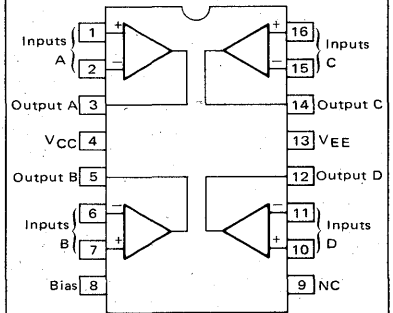 1 + + 16
Inputs Inputs
A C
2 − − 15
Output A 3 14 Output C
VCC 4 13 VEE
Output B 5 12 Output D
6 − − 11
Inputs Inputs
B D
7 + + 10
Bias 8 9 NC